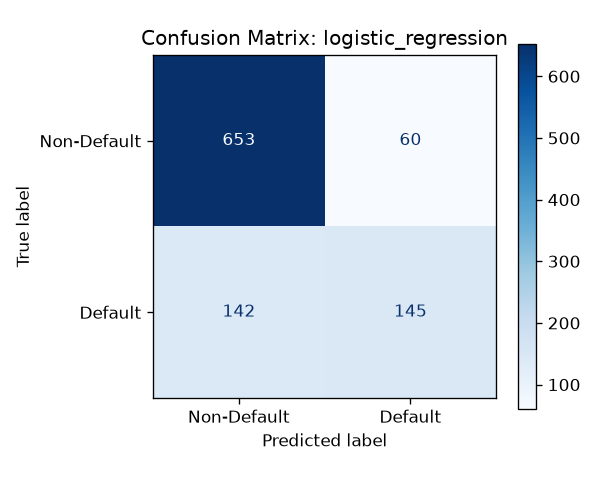 Confusion Matrix: logistic_regression
True label
Non-Default
Default
653 60
142 145
Non-Default Default
Predicted label
600
500
400
300
200
100